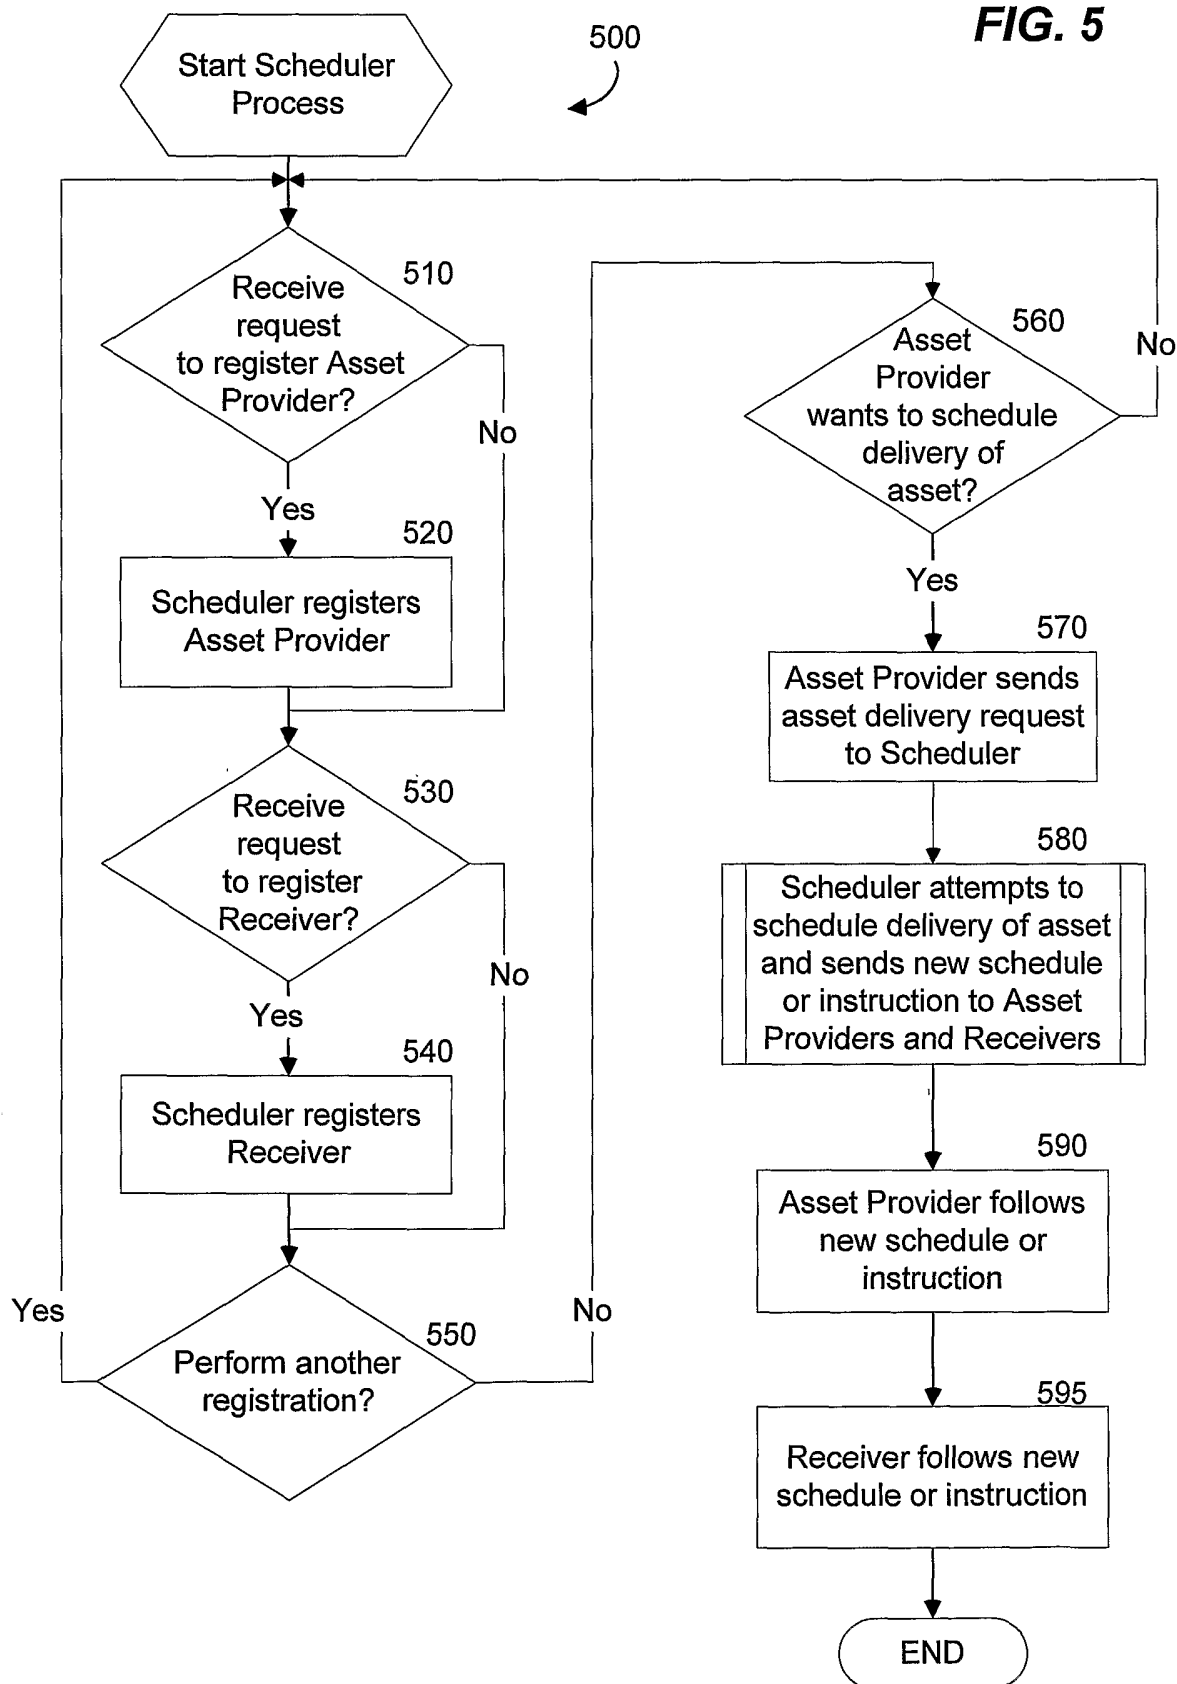 FIG. 5
500
Start Scheduler
Process
510
Receive
request
to register Asset
Provider?
No
Yes
520
Scheduler registers
Asset Provider
530
Receive
request
to register
Receiver?
No
Yes
540
Scheduler registers
Receiver
550
Perform another
registration?
Yes
No
560
Asset
Provider
wants to schedule
delivery of
asset?
No
Yes
570
Asset Provider sends
asset delivery request
to Scheduler
580
Scheduler attempts to
schedule delivery of asset
and sends new schedule
or instruction to Asset
Providers and Receivers
590
Asset Provider follows
new schedule or
instruction
595
Receiver follows new
schedule or instruction
END